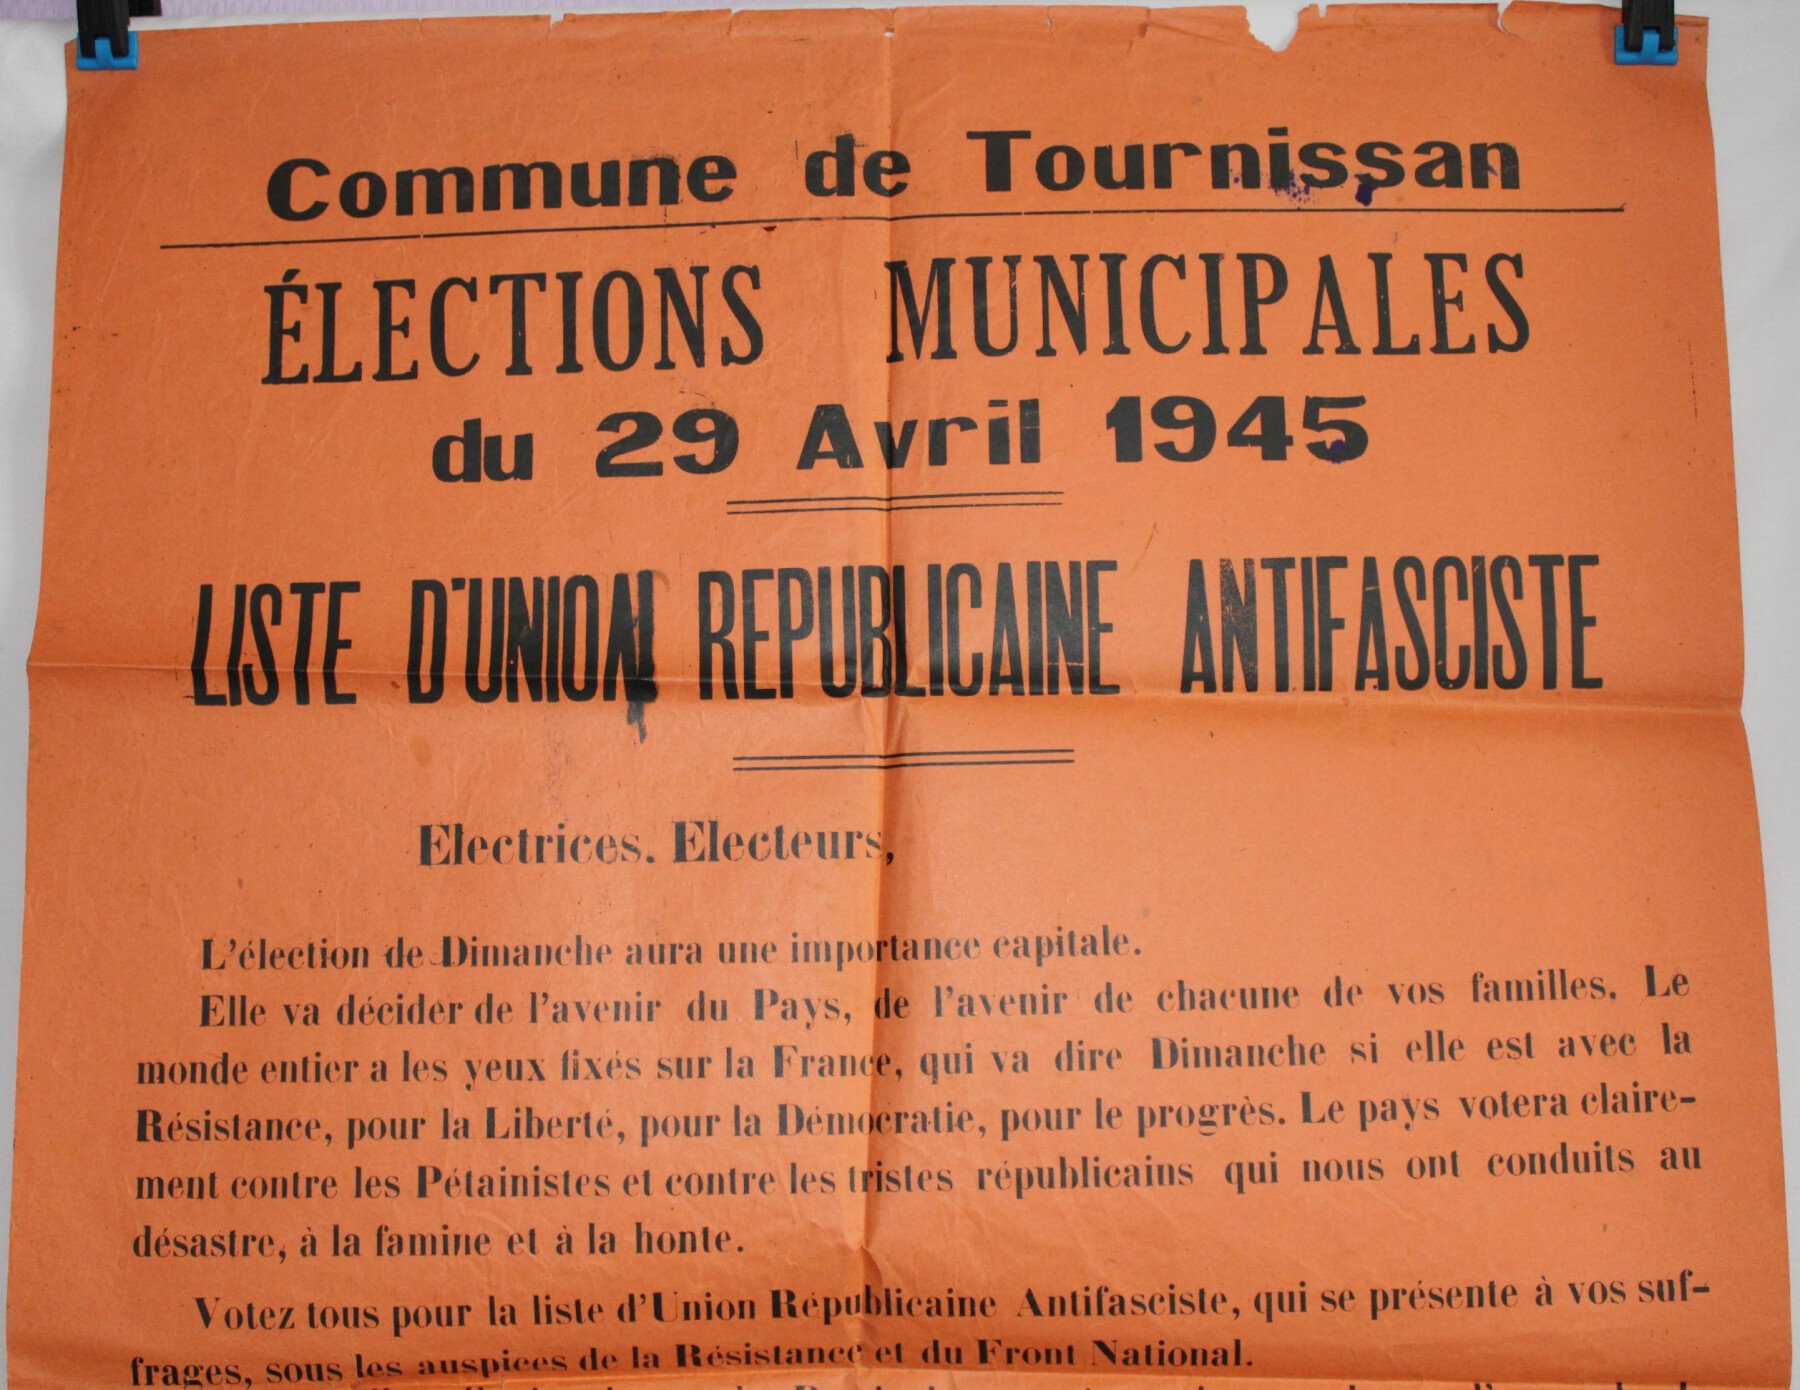 Commune de Tournissan
ÉLECTIONS MUNICIPALES
du 29 Avril 1945
LISTE D'UNION REPUBLICAINE ANTIFASCISTE
Electrices. Electeurs,
L'élection de Dimanche aura une importance capitale.
Elle va décider de l'avenir du Pays, de l'avenir de chacune de vos familles. Le
monde entier a les yeux fixés sur la France, qui va dire Dimanche si elle est avec la
Résistance, pour la Liberté, pour la Démocratie, pour le progrès. Le pays votera claire-
ment contre les Pétainistes et contre les tristes républicains qui nous ont conduits au
désastre, à la famine et à la honte.
Votez tous pour la liste d'Union Républicaine Antifasciste, qui se présente à vos suf-
frages, sous les auspices de la Résistance et du Front National.